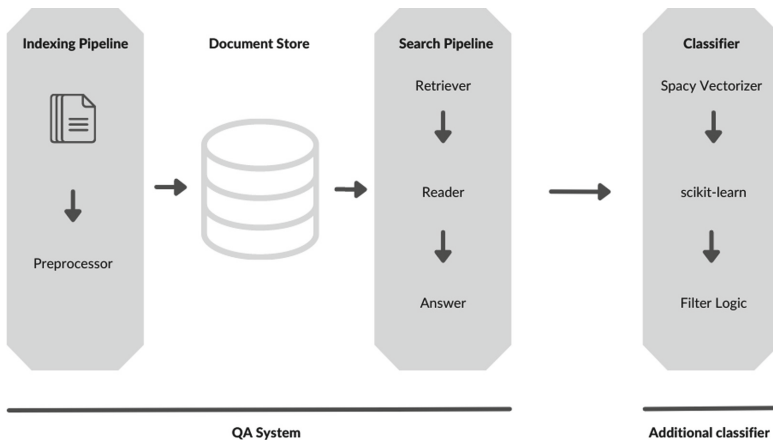 Indexing Pipeline
Preprocessor
Document Store
Search Pipeline
Retriever
Reader
Answer
Classifier
Spacy Vectorizer
scikit-learn
Filter Logic
QA System
Additional classifier